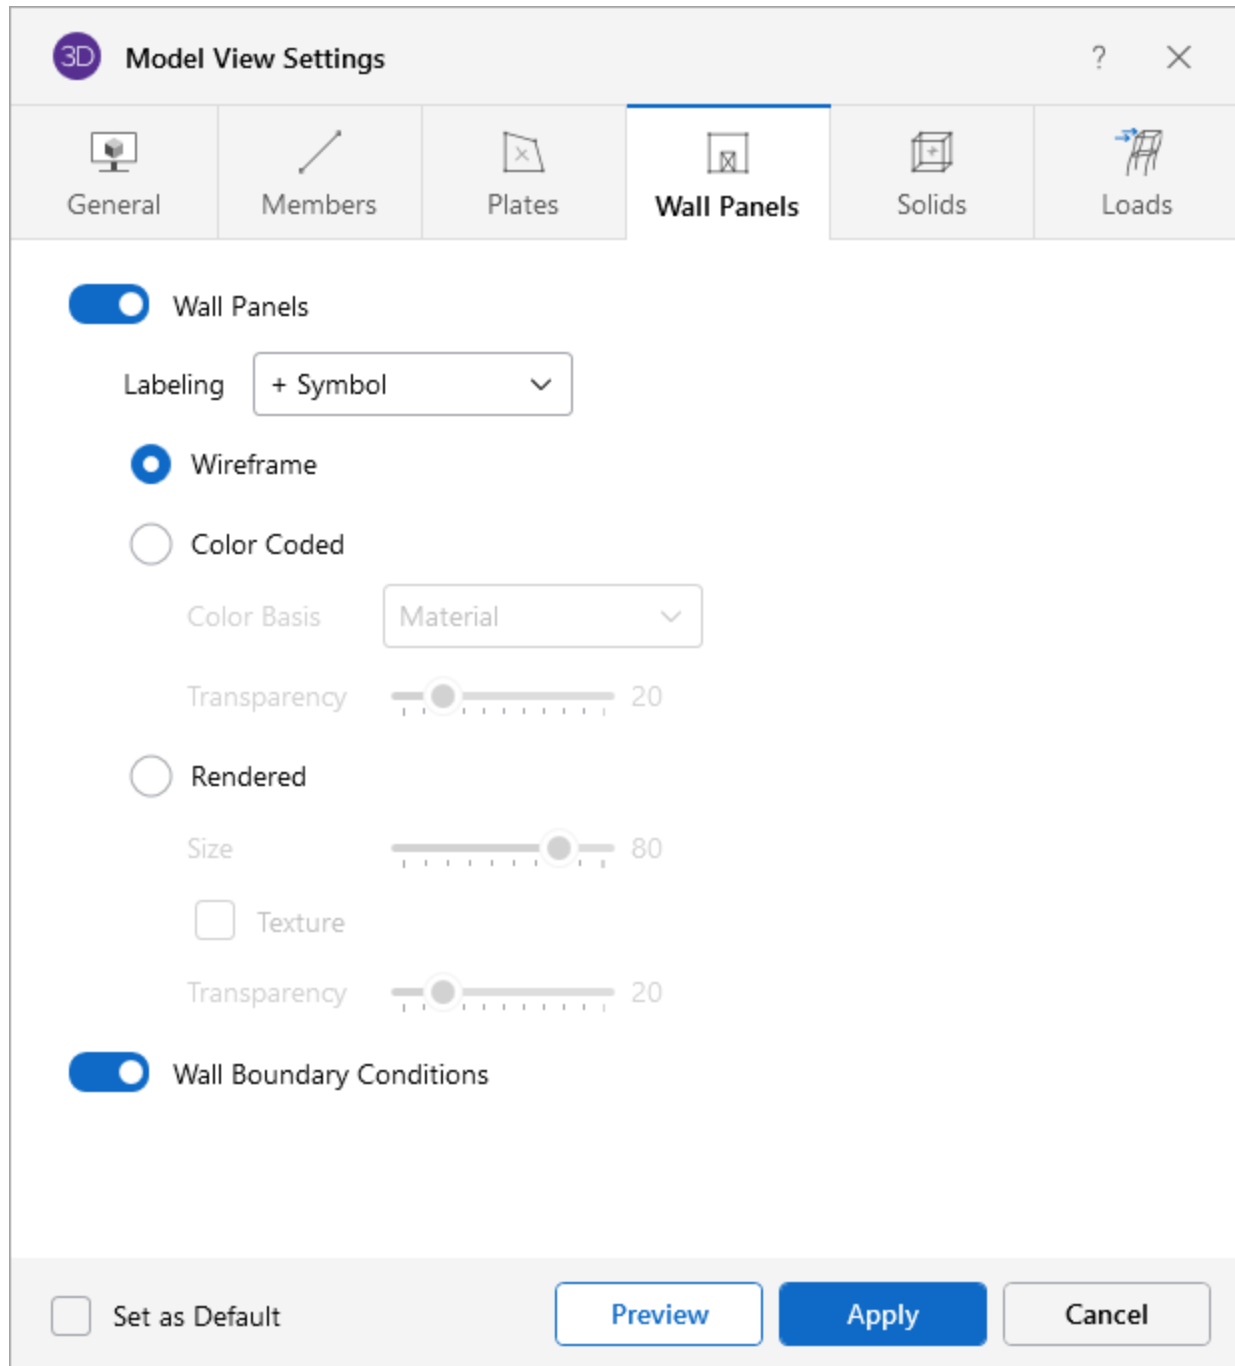 3D Model View Settings ?
General Members Plates Wall Panels Solids Loads
Wall Panels
Labeling + Symbol
Wireframe
Color Coded
Color Basis Material
Transparency 20
Rendered
Size 80
Texture
Transparency 20
Wall Boundary Conditions
Set as Default Preview Apply Cancel